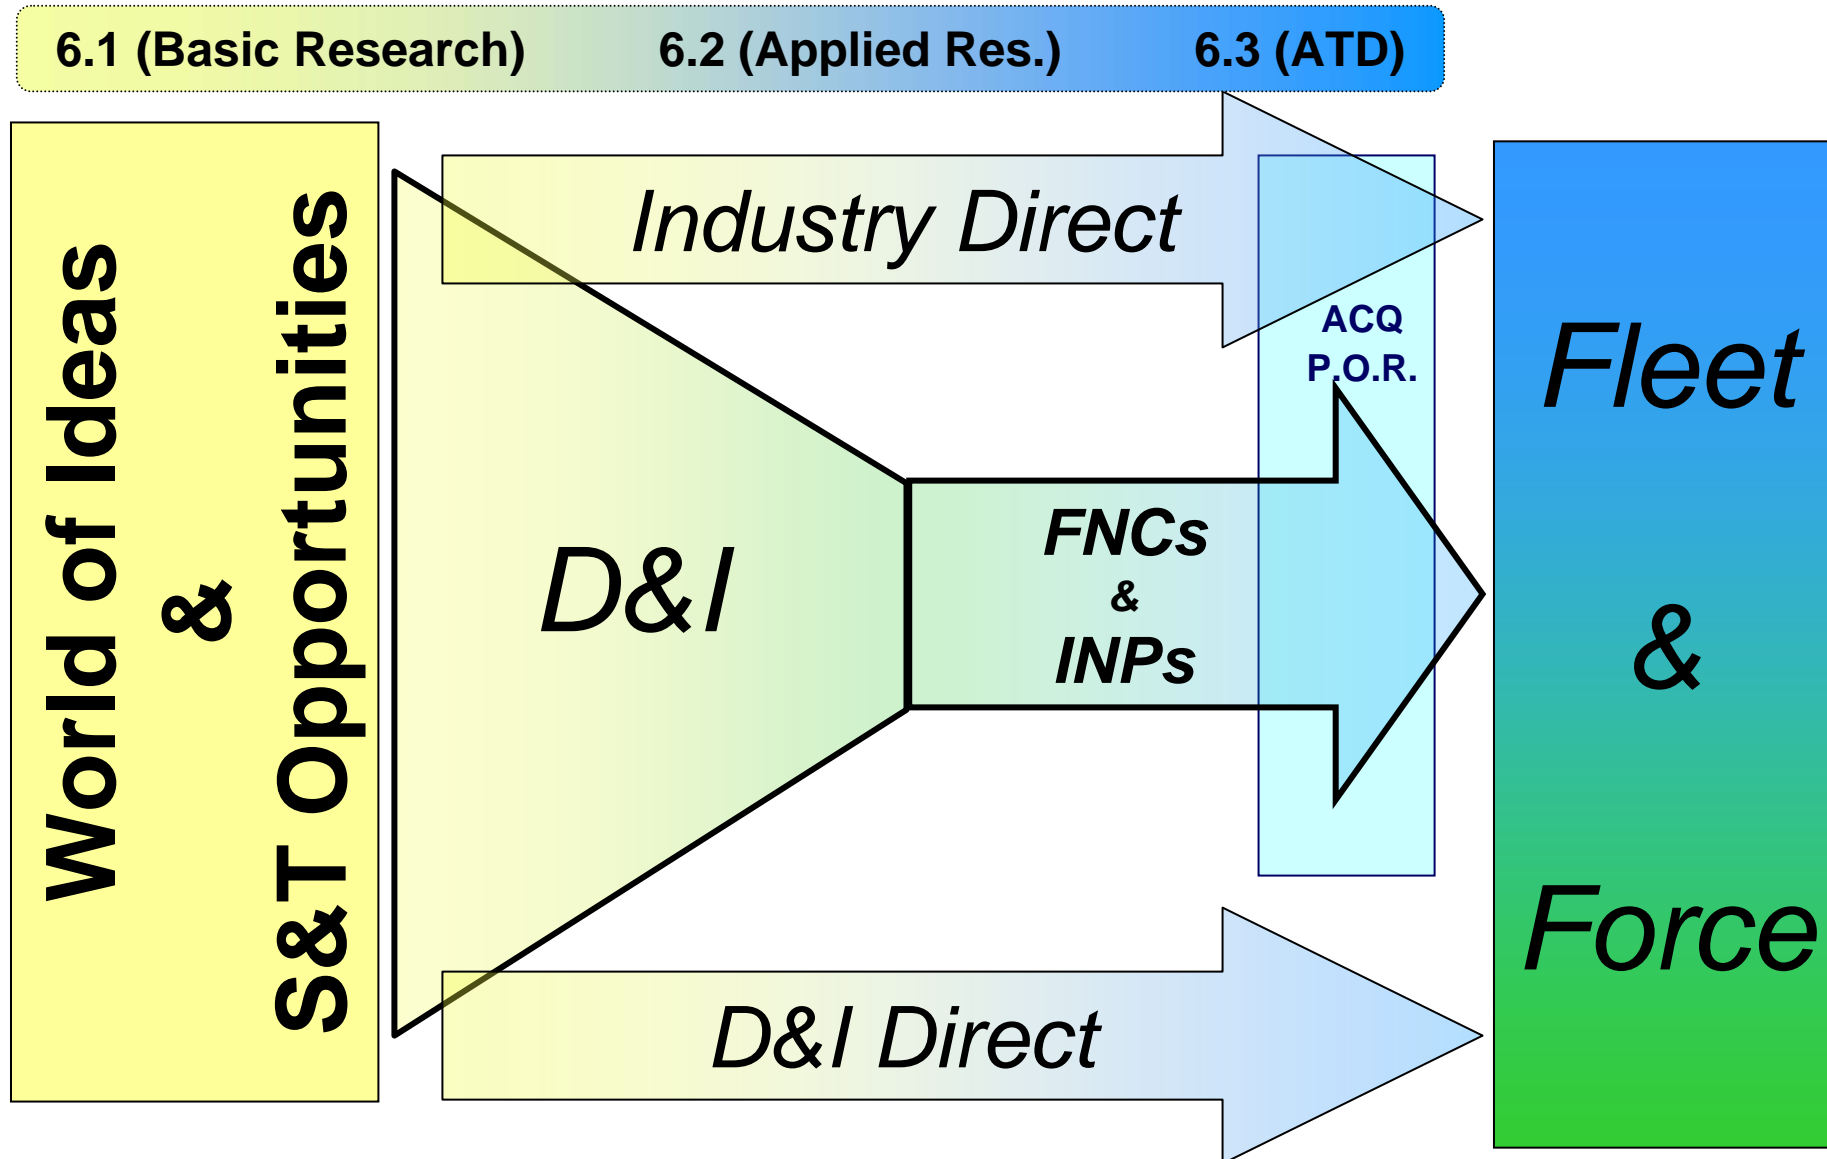 6.1 (Basic Research) 6.2 (Applied Res.) 6.3 (ATD)
World of Ideas
&
S&T Opportunities
Industry Direct
ACQ
P.O.R.
D&I
FNCs
&
INPs
D&I Direct
Fleet
&
Force